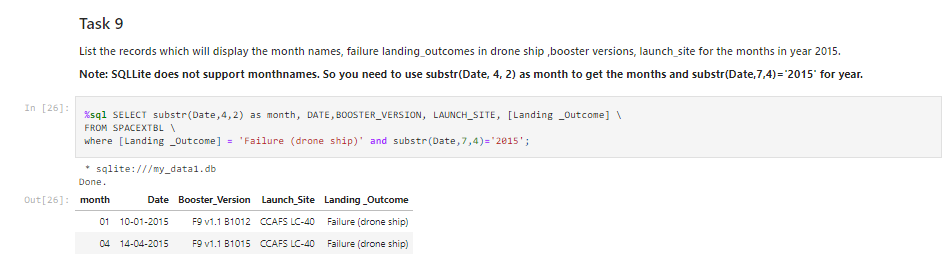 Task 9
List the records which will display the month names, failure landing_outcomes in drone ship ,booster versions, launch_site for the months in year 2015.
Note: SQLLite does not support monthnames. So you need to use substr(Date, 4, 2) as month to get the months and substr(Date,7,4)='2015' for year.
In [26]: %sql SELECT substr(Date,4,2) as month, DATE,BOOSTER_VERSION, LAUNCH_SITE, [Landing _Outcome] \
FROM SPACEXTBL \
where [Landing _Outcome] = 'Failure (drone ship)' and substr(Date,7,4)='2015';
* sqlite:///my_data1.db
Done.
Out[26]: month Date Booster_Version Launch_Site Landing _Outcome
01 10-01-2015 F9 v1.1 B1012 CCAFS LC-40 Failure (drone ship)
04 14-04-2015 F9 v1.1 B1015 CCAFS LC-40 Failure (drone ship)